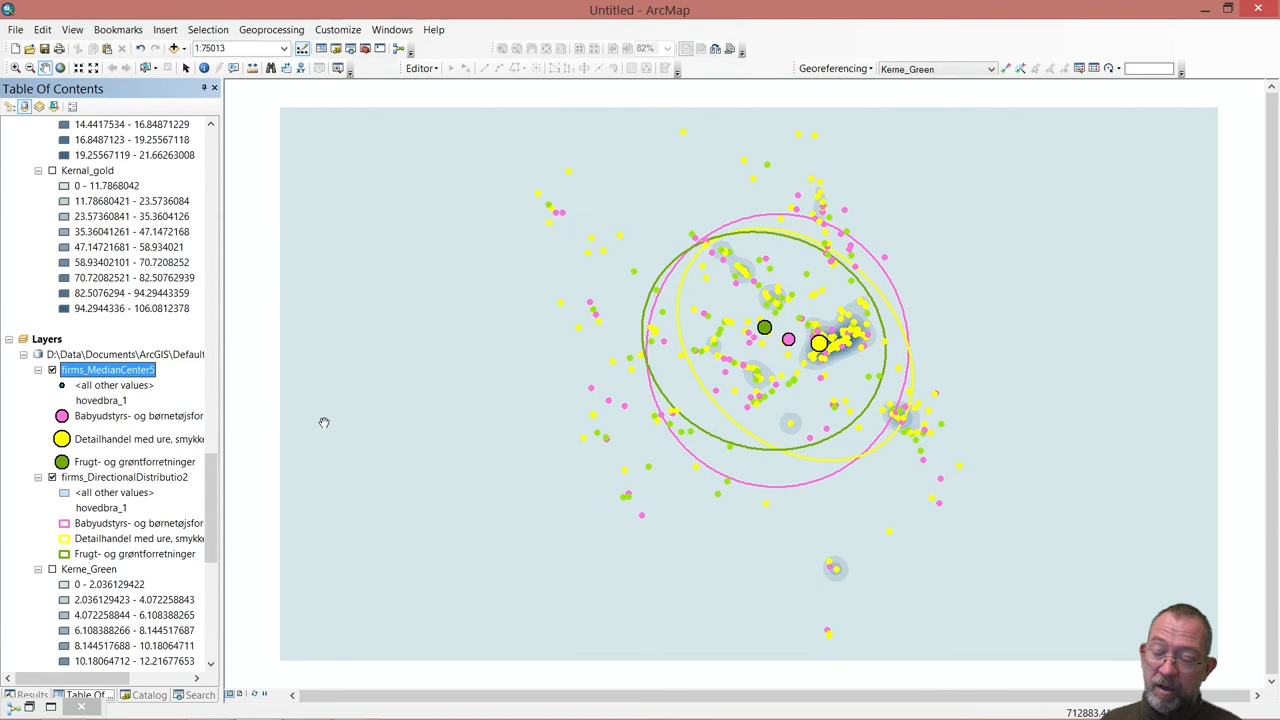 Untitled - ArcMap
File Edit View Bookmarks Insert Selection Geoprocessing Customize Windows Help
1:75013
82%
Editor
Georeferencing
Kerne_Green
Table Of Contents
14.4417534 - 16.84871229
16.8487123 - 19.25567118
19.25567119 - 21.66263008
Kernal_gold
0 - 11.7868042
11.78680421 - 23.5736084
23.57360841 - 35.3604126
35.36041261 - 47.1472168
47.14721681 - 58.934021
58.93402101 - 70.7208252
70.72082521 - 82.50762939
82.5076294 - 94.29443359
94.2944336 - 106.0812378
Layers
D:\Data\Documents\ArcGIS\Default
firms_MedianCenter5
<all other values>
hovedbra_1
Babyudstyrs- og børnetøjsfor
Detailhandel med ure, smykke
Frugt- og grøntforretninger
firms_DirectionalDistributio2
<all other values>
hovedbra_1
Babyudstyrs- og børnetøjsfor
Detailhandel med ure, smykke
Frugt- og grøntforretninger
Kerne_Green
0 - 2.036129422
2.036129423 - 4.072258843
4.072258844 - 6.108388265
6.108388266 - 8.144517687
8.144517688 - 10.18064711
10.18064712 - 12.21677653
Results Table Of ... Catalog Search